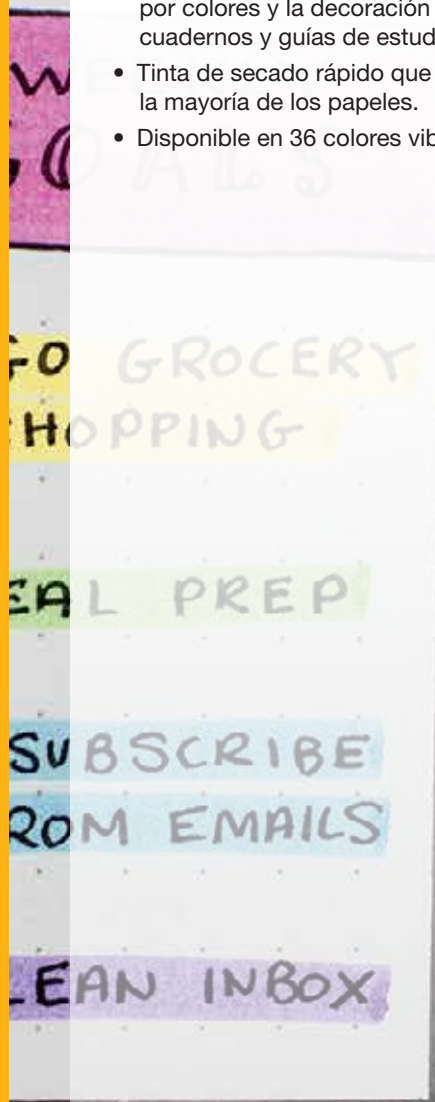 por colores y la decoración
cuadernos y guías de estud
• Tinta de secado rápido que
la mayoría de los papeles.
• Disponible en 36 colores vib
W
OALS
GO GROCERY
HOPPING
EAL PREP
SUBSCRIBE
ROM EMAILS
LEAN INBOX